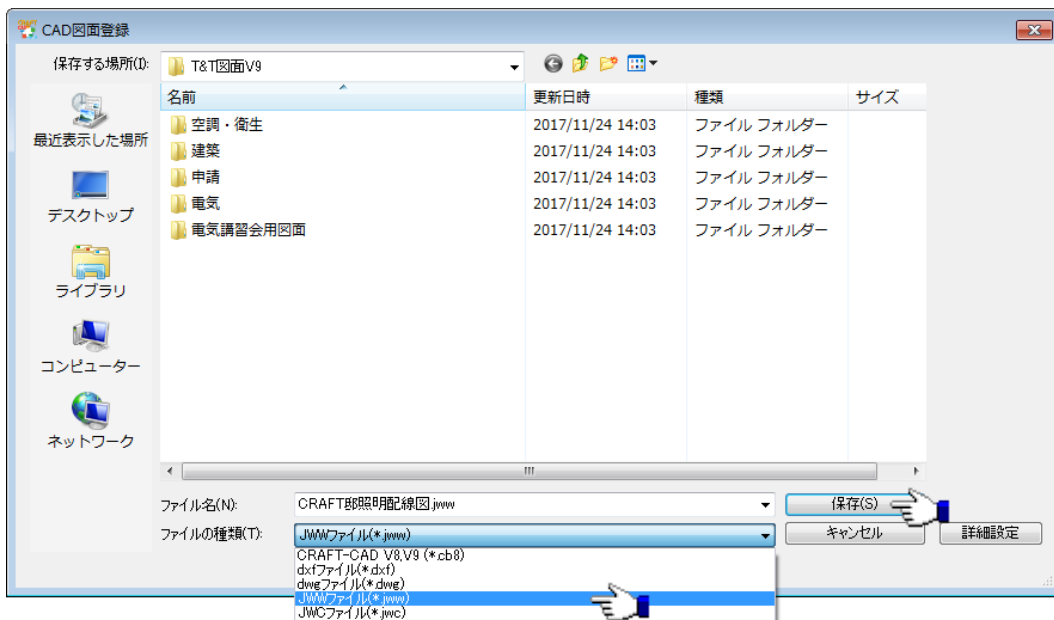 CAD図面登録
保存する場所(I): T&T図面V9
名前 更新日時 種類 サイズ
空調・衛生 2017/11/24 14:03 ファイル フォルダー
建築 2017/11/24 14:03 ファイル フォルダー
申請 2017/11/24 14:03 ファイル フォルダー
電気 2017/11/24 14:03 ファイル フォルダー
電気講習会用図面 2017/11/24 14:03 ファイル フォルダー
最近表示した場所
デスクトップ
ライブラリ
コンピューター
ネットワーク
ファイル名(N): CRAFT邸照明配線図.jww 保存(S)
ファイルの種類(T): JWWファイル(*.jww) キャンセル 詳細設定
CRAFT-CAD V8,V9 (*.cb8)
dxfファイル(*.dxf)
dwgファイル(*.dwg)
JWWファイル(*.jww)
JWCファイル(*.jwc)